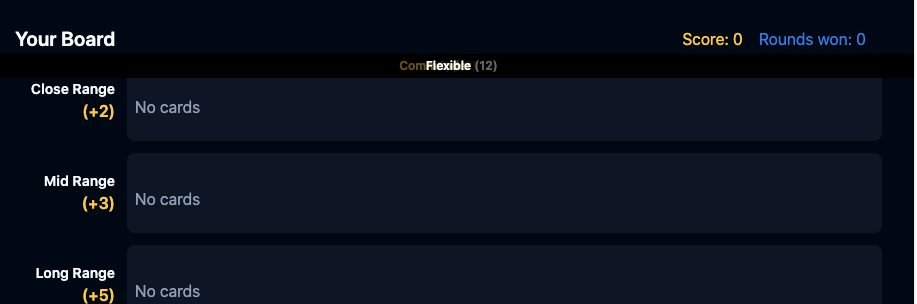 Your Board
Score: 0 Rounds won: 0
Flexible (12)
Close Range
(+2)
No cards
Mid Range
(+3)
No cards
Long Range
(+5)
No cards